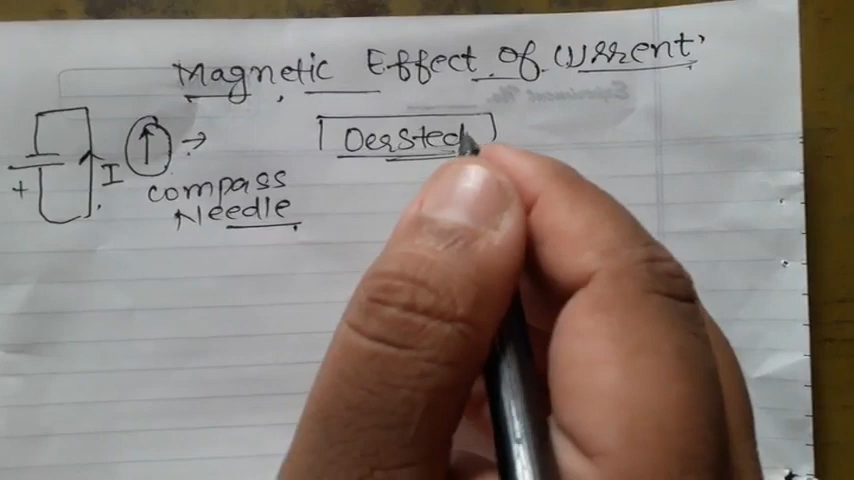 Magnetic Effect of Current
Oersted
I
+
compass
Needle